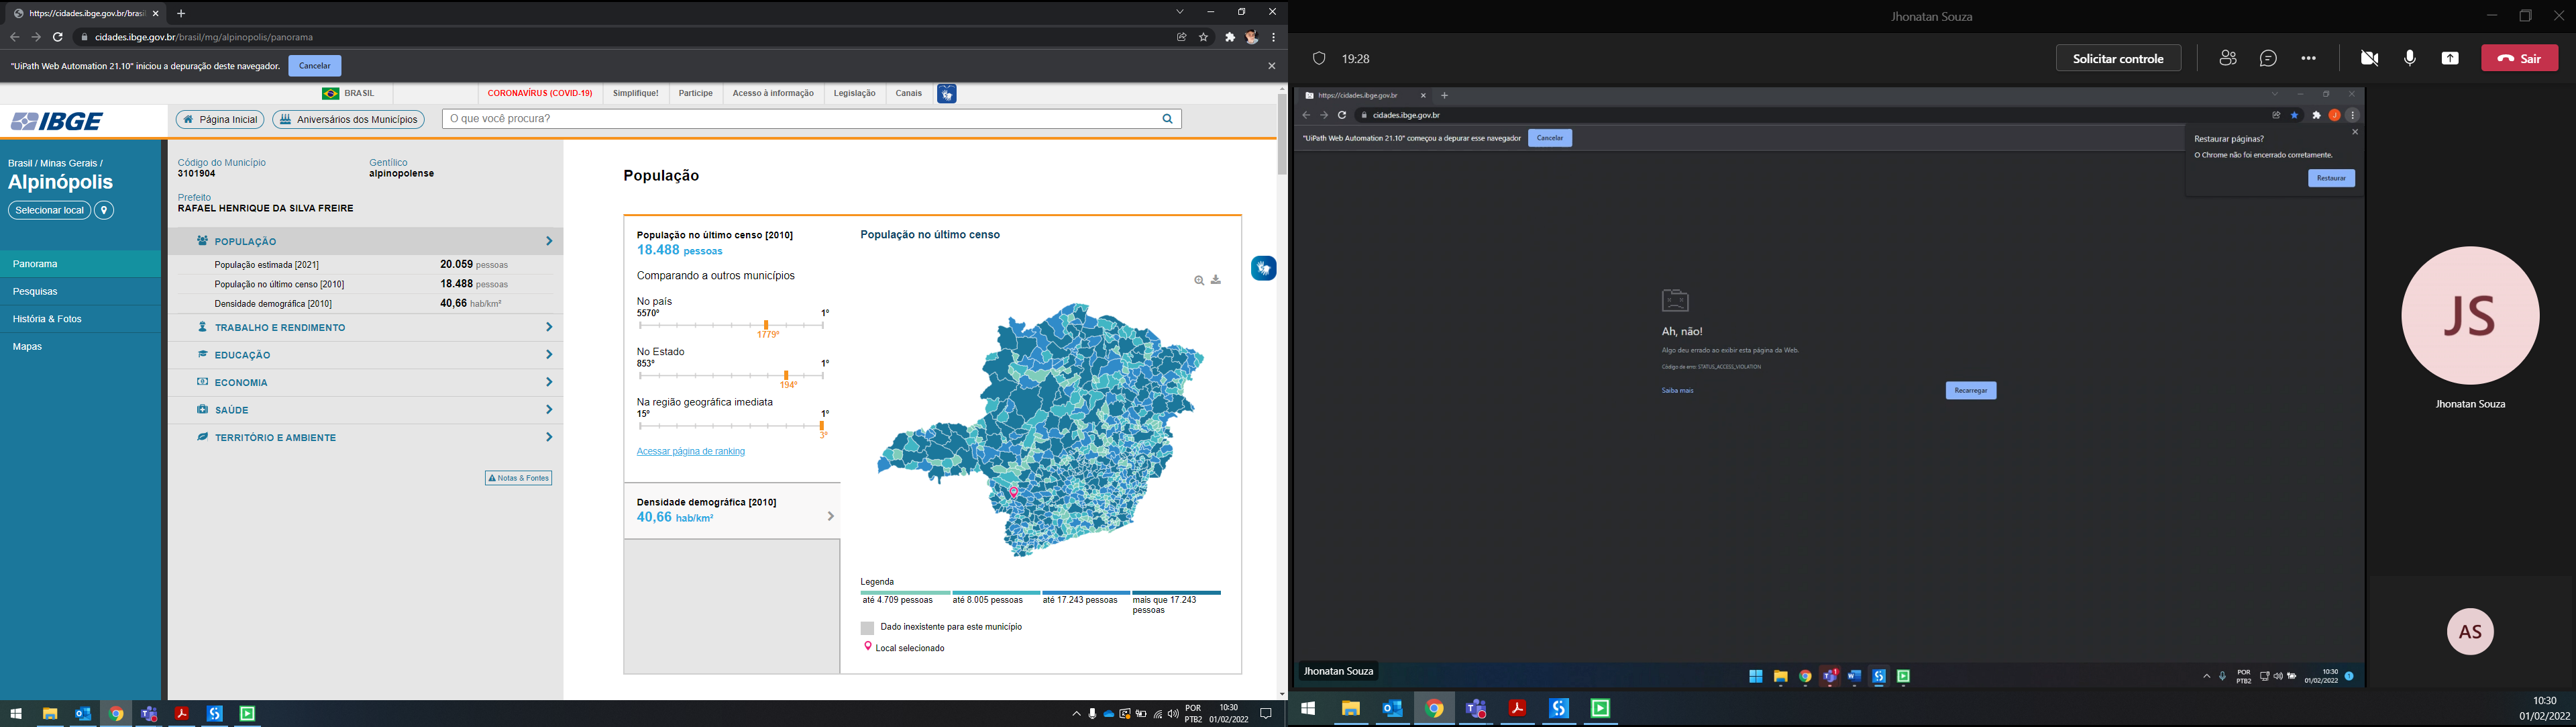 https://cidades.ibge.gov.br/brasil
cidades.ibge.gov.br/brasil/mg/alpinopolis/panorama
"UiPath Web Automation 21.10" iniciou a depuração deste navegador.
Cancelar
BRASIL
CORONAVÍRUS (COVID-19)
Simplifique!
Participe
Acesso à informação
Legislação
Canais
IBGE
Página Inicial
Aniversários dos Municípios
O que você procura?
Brasil / Minas Gerais /
Alpinópolis
Selecionar local
Panorama
Pesquisas
História & Fotos
Mapas
Código do Município
3101904
Gentílico
alpinopolense
Prefeito
RAFAEL HENRIQUE DA SILVA FREIRE
POPULAÇÃO
População estimada [2021] 20.059 pessoas
População no último censo [2010] 18.488 pessoas
Densidade demográfica [2010] 40,66 hab/km²
TRABALHO E RENDIMENTO
EDUCAÇÃO
ECONOMIA
SAÚDE
TERRITÓRIO E AMBIENTE
Notas & Fontes
População
População no último censo [2010]
18.488 pessoas
Comparando a outros municípios
No país
5570º 1º
1779º
No Estado
853º 1º
194º
Na região geográfica imediata
15º 1º
3º
Acessar página de ranking
Densidade demográfica [2010]
40,66 hab/km²
População no último censo
Legenda
até 4.709 pessoas
até 8.005 pessoas
até 17.243 pessoas
mais que 17.243
pessoas
Dado inexistente para este município
Local selecionado
POR
PTB2
10:30
01/02/2022
Jhonatan Souza
19:28
Solicitar controle
Sair
https://cidades.ibge.gov.br
cidades.ibge.gov.br
"UiPath Web Automation 21.10" começou a depurar esse navegador
Cancelar
J
Restaurar páginas?
O Chrome não foi encerrado corretamente.
Restaurar
Ah, não!
Algo deu errado ao exibir esta página da Web.
Código de erro: STATUS_ACCESS_VIOLATION
Saiba mais
Recarregar
Jhonatan Souza
POR
PTB2
10:30
01/02/2022
JS
Jhonatan Souza
AS
10:30
01/02/2022